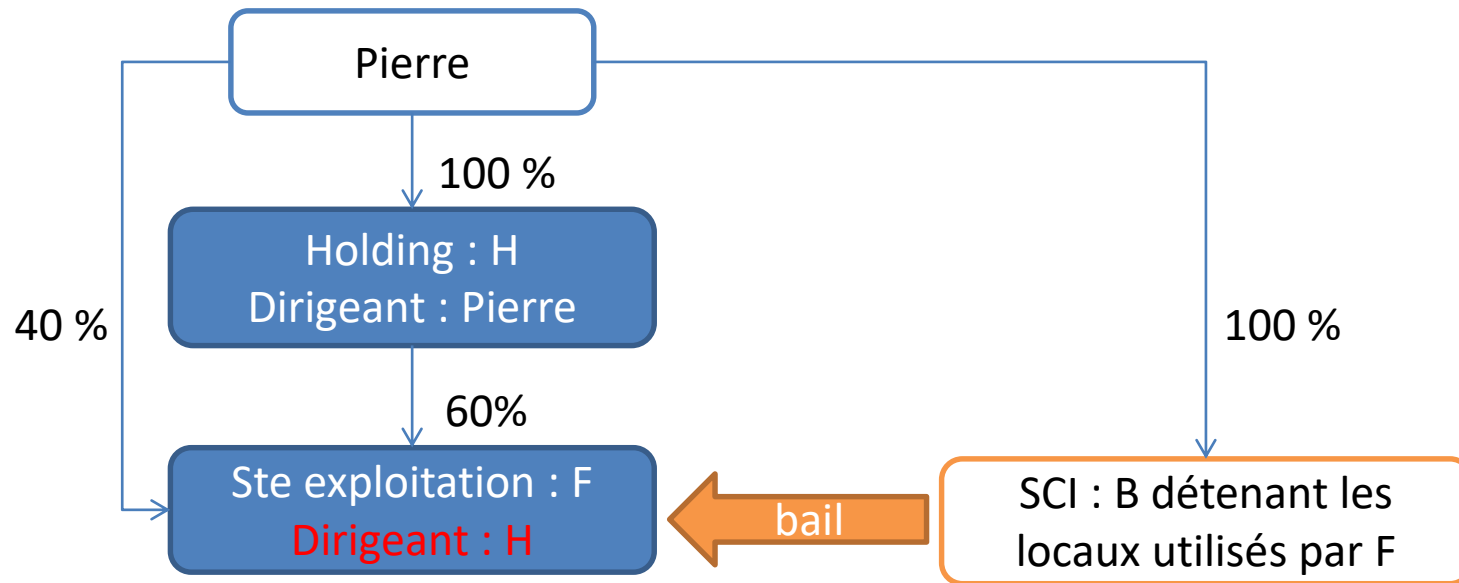 Pierre
100 %
Holding : H
Dirigeant : Pierre
40 %
100 %
60%
Ste exploitation : F
Dirigeant : H
bail
SCI : B détenant les
locaux utilisés par F